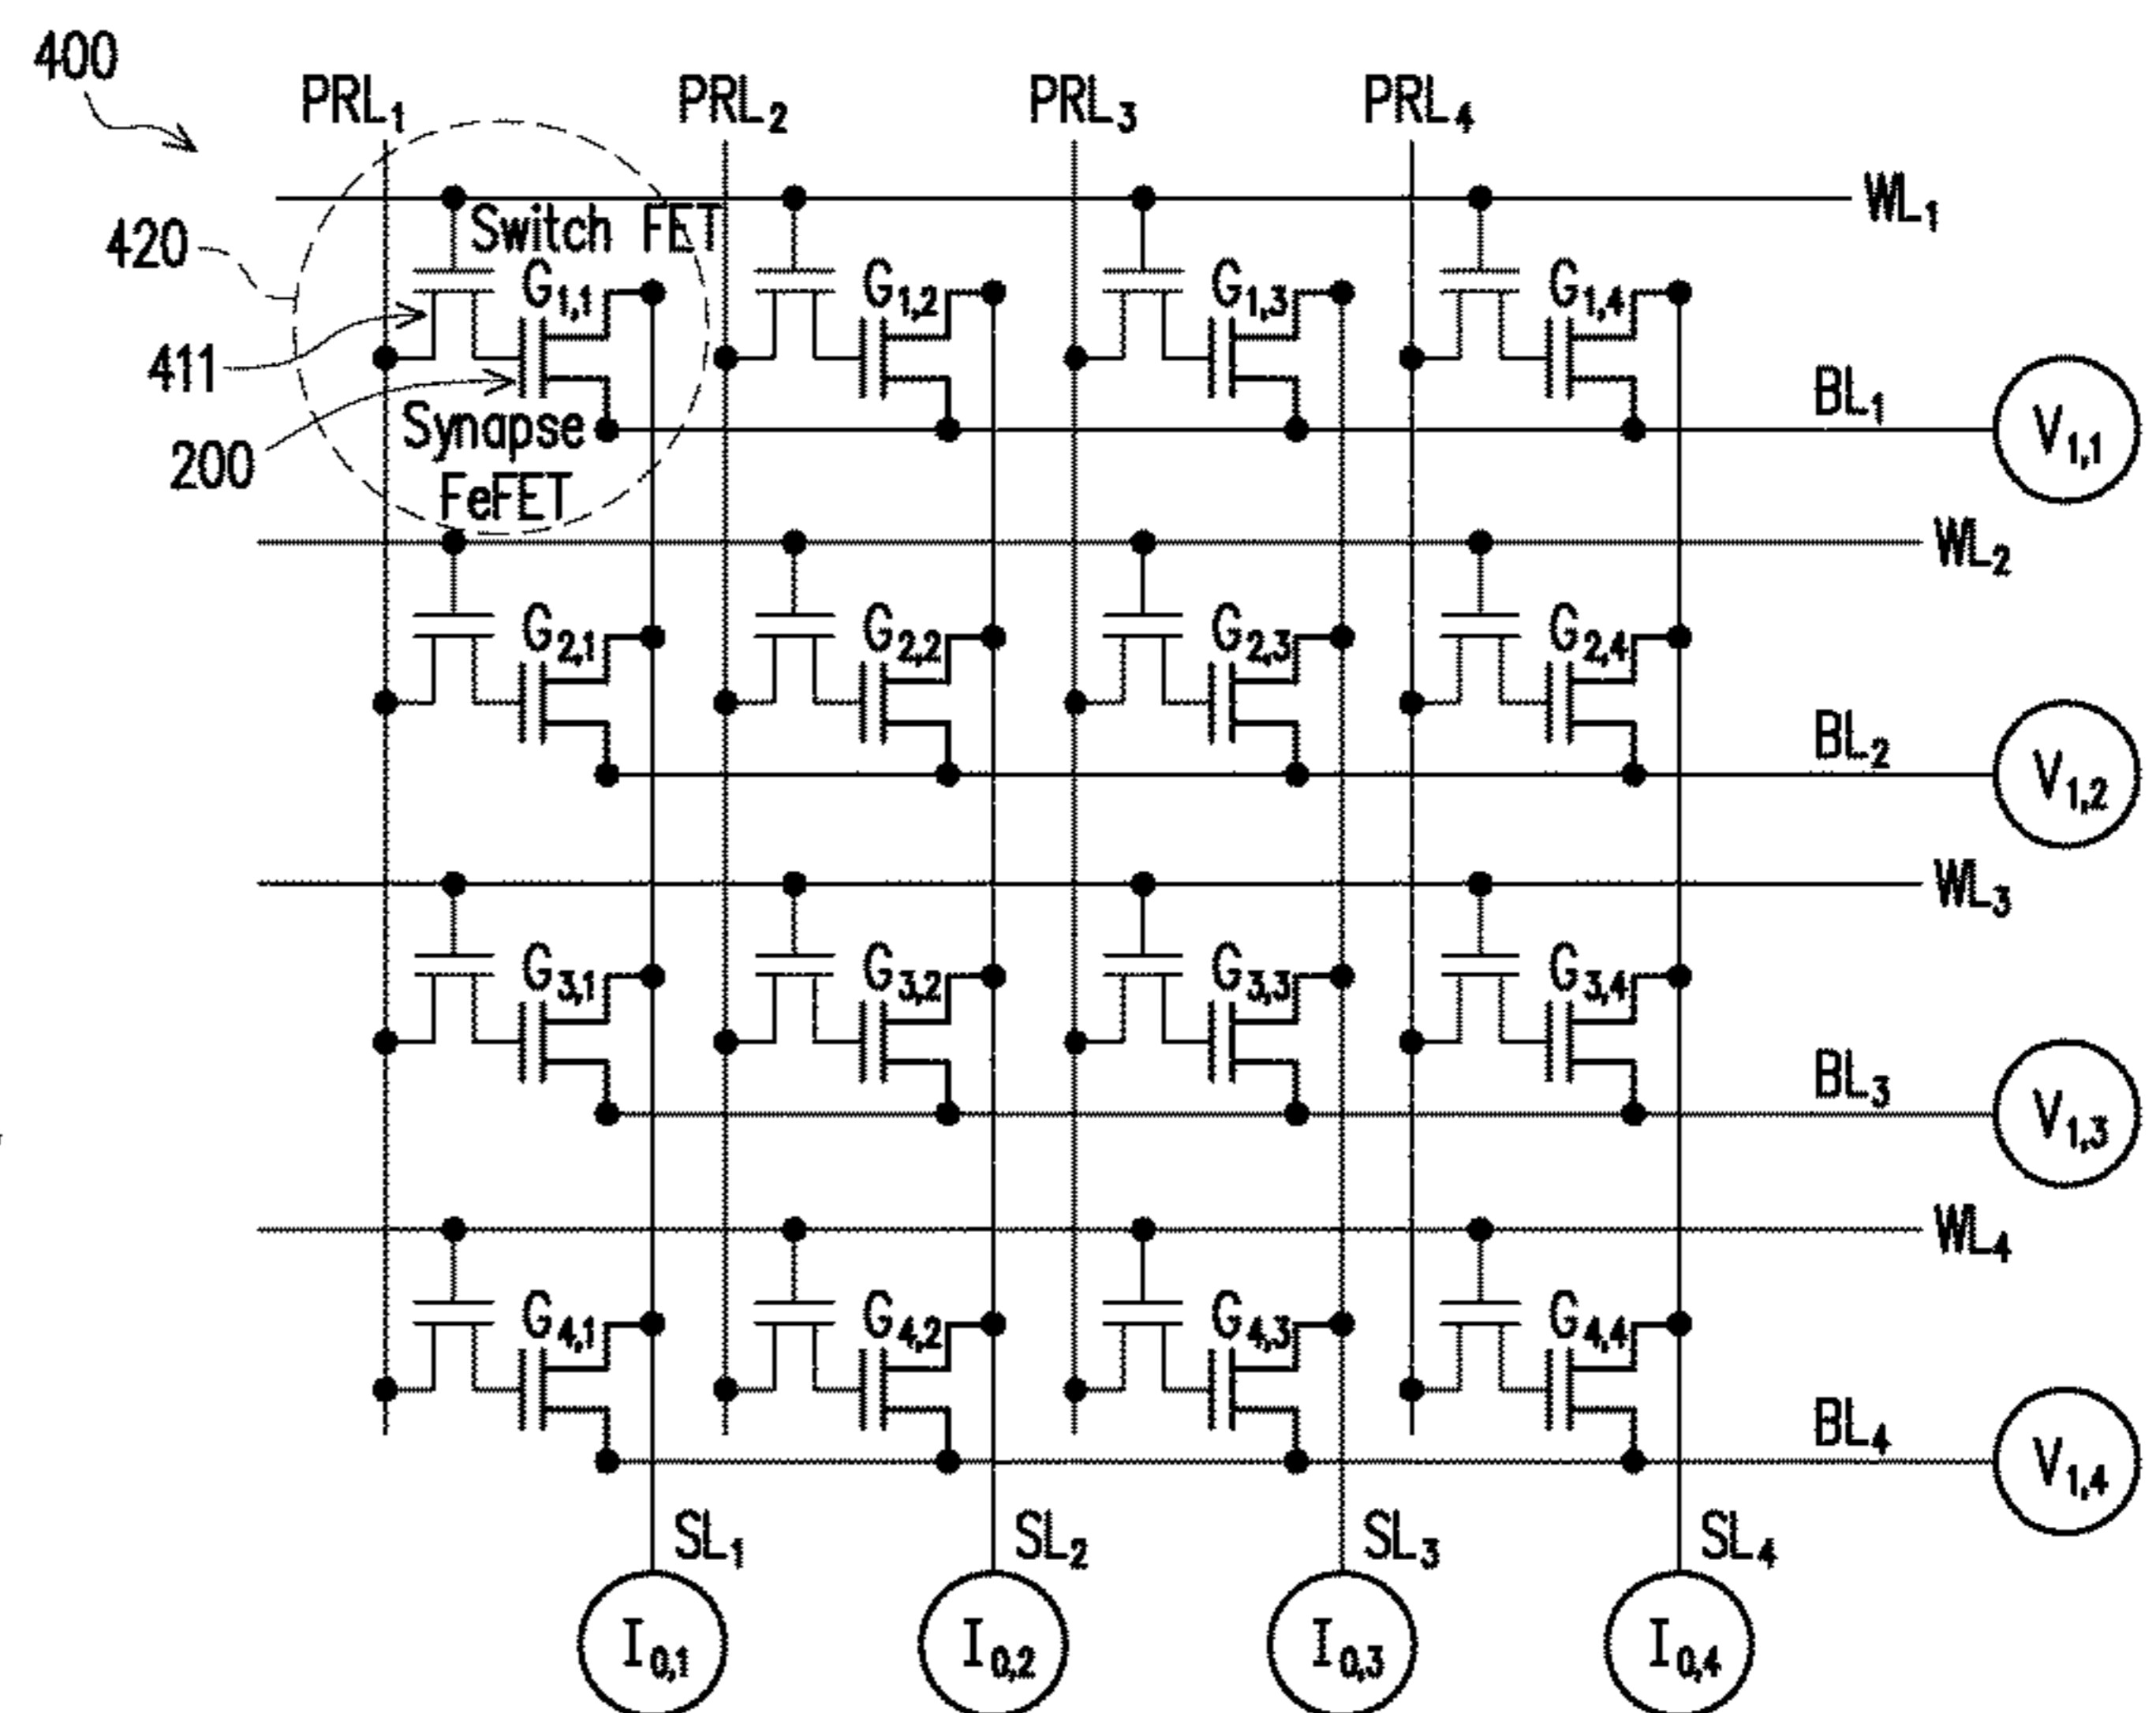 400
PRL₁ PRL₂ PRL₃ PRL₄
WL₁
Switch FET
420
G₁,₁ G₁,₂ G₁,₃ G₁,₄
411
BL₁
V₁,₁
Synapse
200
FeFET
WL₂
G₂,₁ G₂,₂ G₂,₃ G₂,₄
BL₂
V₁,₂
WL₃
G₃,₁ G₃,₂ G₃,₃ G₃,₄
BL₃
V₁,₃
WL₄
G₄,₁ G₄,₂ G₄,₃ G₄,₄
BL₄
V₁,₄
SL₁ SL₂ SL₃ SL₄
I₀,₁ I₀,₂ I₀,₃ I₀,₄